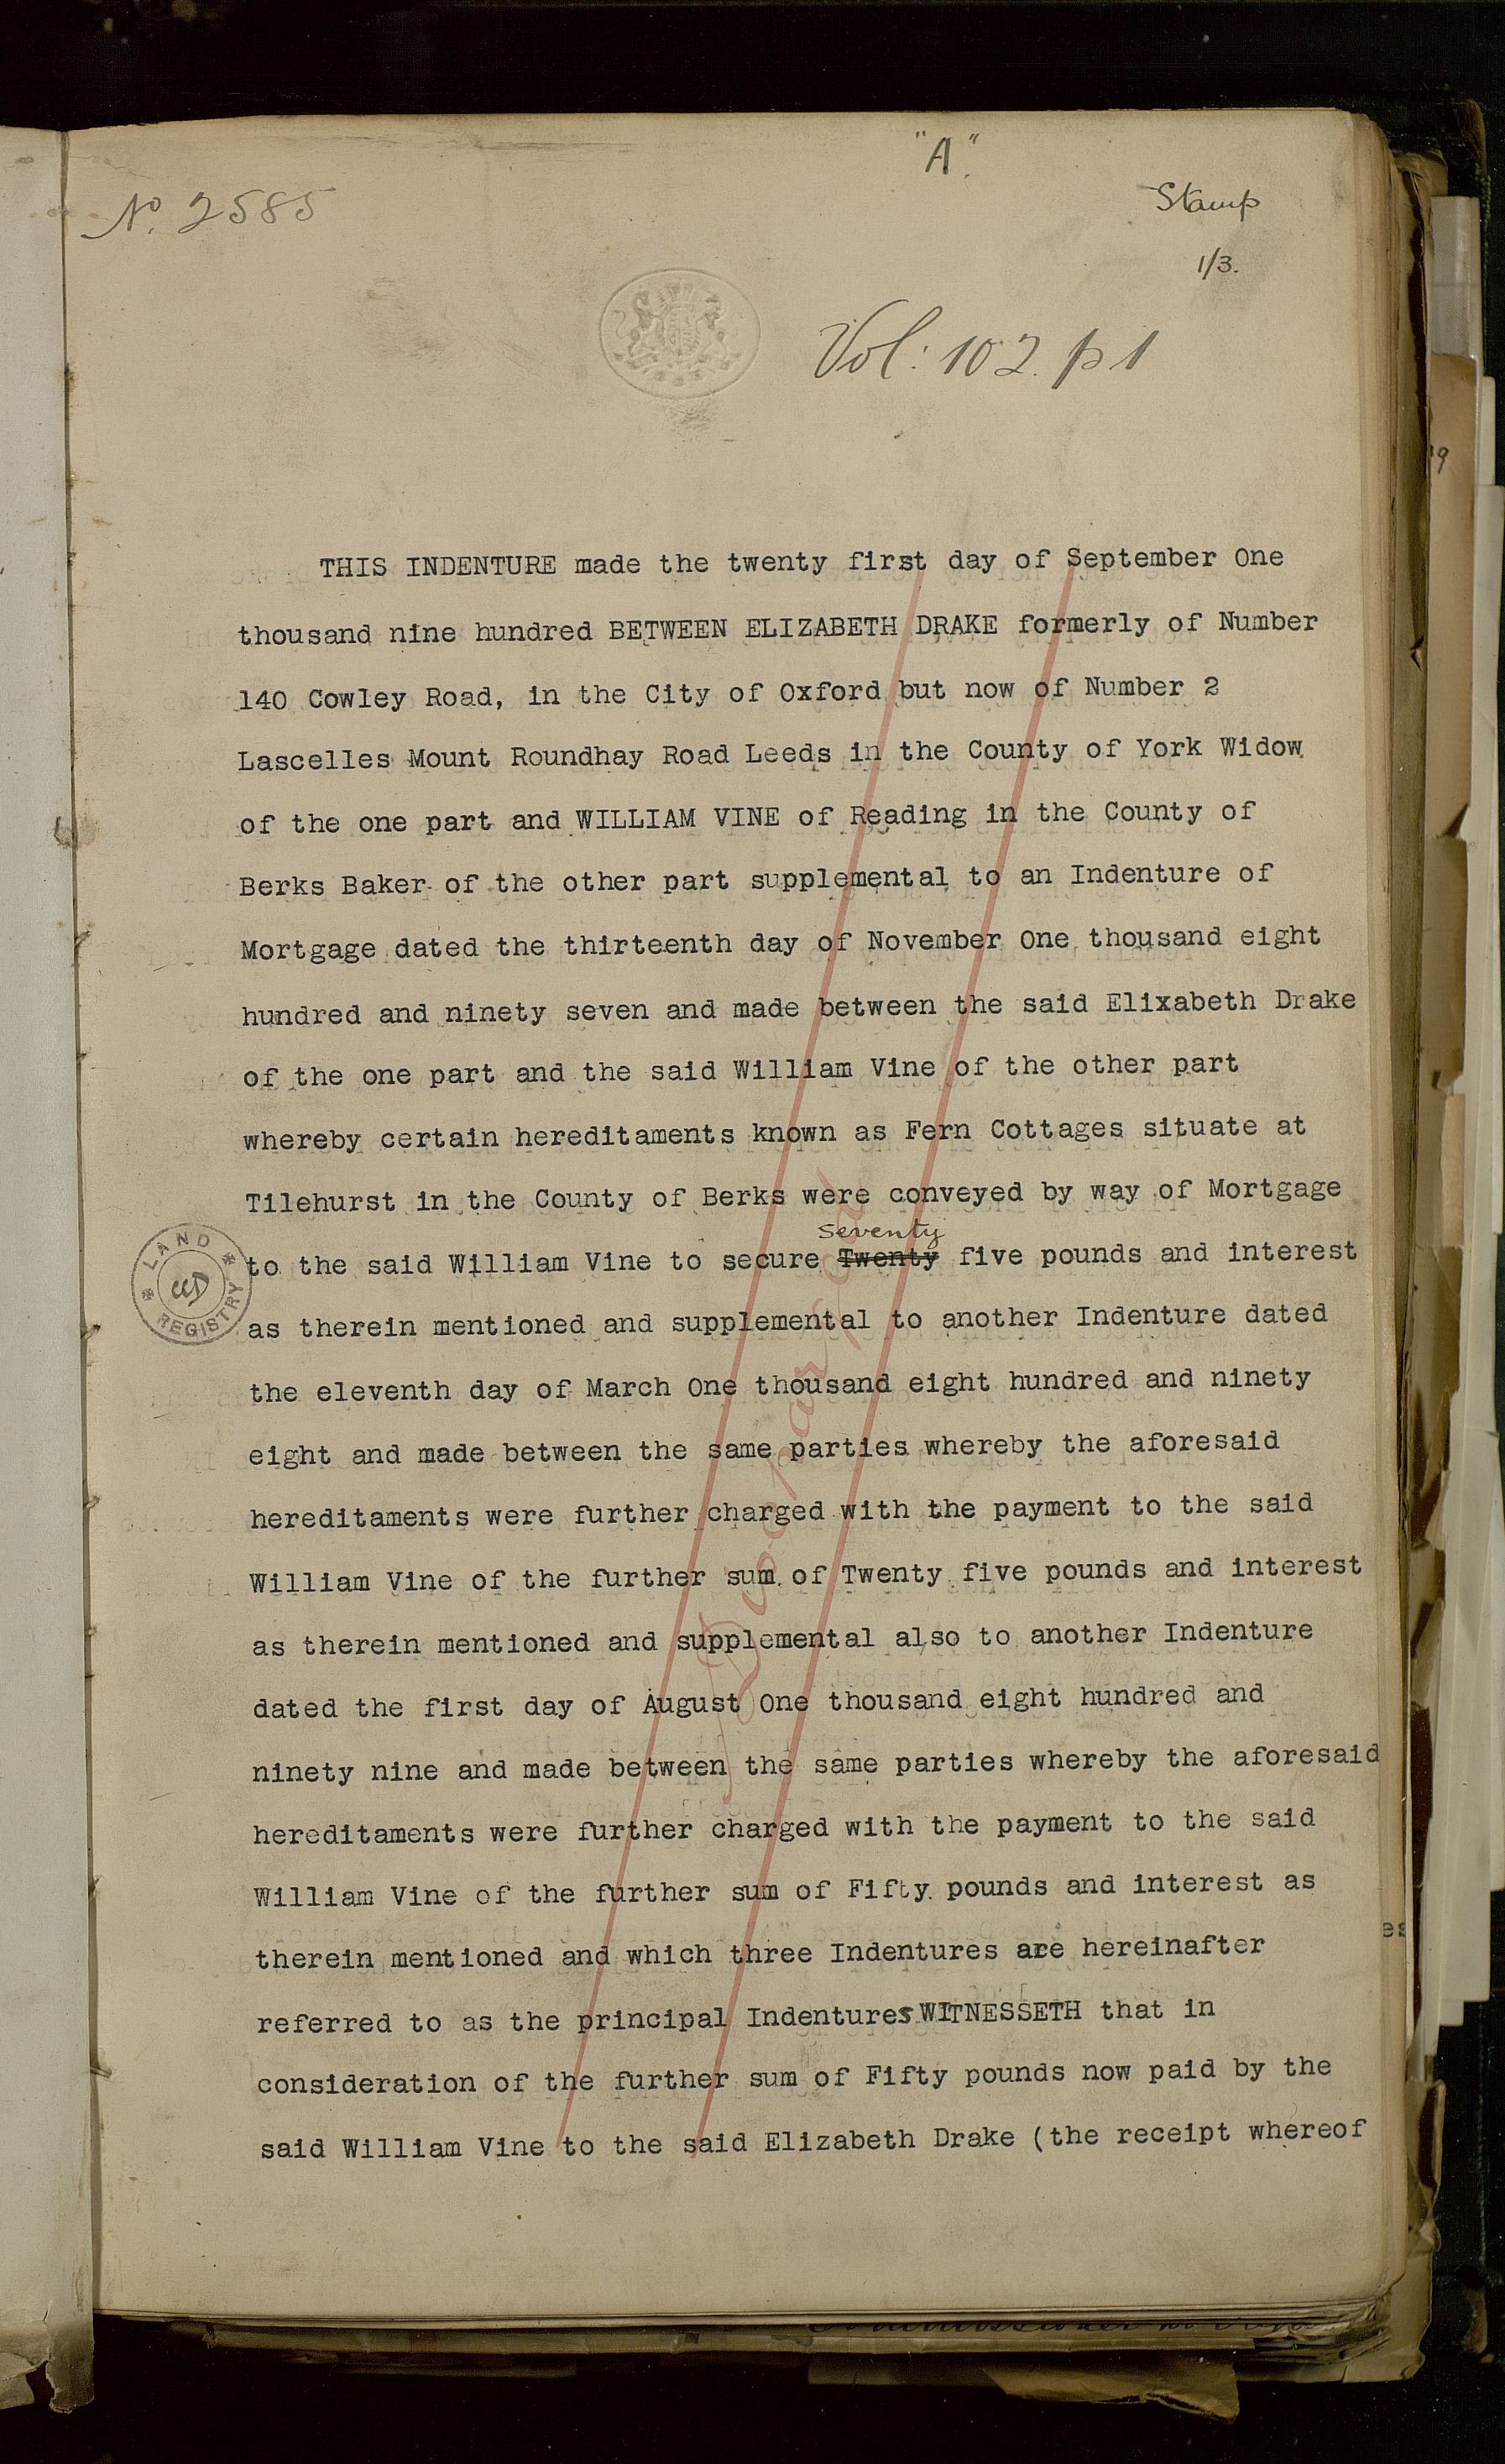 "A".
No. 2585
Stamp
1/3.
Vol: 102. p 1
THIS INDENTURE made the twenty first day of September One
thousand nine hundred BETWEEN ELIZABETH DRAKE formerly of Number
140 Cowley Road, in the City of Oxford but now of Number 2
Lascelles Mount Roundhay Road Leeds in the County of York Widow
of the one part and WILLIAM VINE of Reading in the County of
Berks Baker of the other part supplemental to an Indenture of
Mortgage dated the thirteenth day of November One thousand eight
hundred and ninety seven and made between the said Elixabeth Drake
of the one part and the said William Vine of the other part
whereby certain hereditaments known as Fern Cottages situate at
Tilehurst in the County of Berks were conveyed by way of Mortgage
seventy
to the said William Vine to secure Twenty five pounds and interest
LAND REGISTRY
as therein mentioned and supplemental to another Indenture dated
the eleventh day of March One thousand eight hundred and ninety
eight and made between the same parties whereby the aforesaid
hereditaments were further charged with the payment to the said
William Vine of the further sum of Twenty five pounds and interest
as therein mentioned and supplemental also to another Indenture
dated the first day of August One thousand eight hundred and
ninety nine and made between the same parties whereby the aforesaid
hereditaments were further charged with the payment to the said
William Vine of the further sum of Fifty pounds and interest as
therein mentioned and which three Indentures are hereinafter
referred to as the principal Indentures WITNESSETH that in
consideration of the further sum of Fifty pounds now paid by the
said William Vine to the said Elizabeth Drake (the receipt whereof